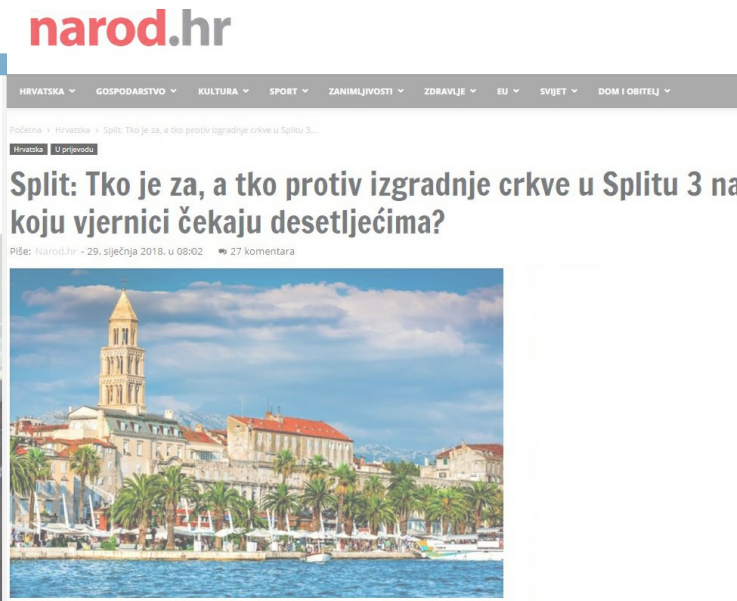 narod.hr
HRVATSKA GOSPODARSTVO KULTURA SPORT ZANIMLJIVOSTI ZDRAVLJE EU SVIJET DOM I OBITELJ
Početna › Hrvatska › Split: Tko je za, a tko protiv izgradnje crkve u Splitu 3...
Hrvatska U prijevodu
Split: Tko je za, a tko protiv izgradnje crkve u Splitu 3 na
koju vjernici čekaju desetljećima?
Piše: Narod.hr - 29. siječnja 2018. u 08:02 27 komentara